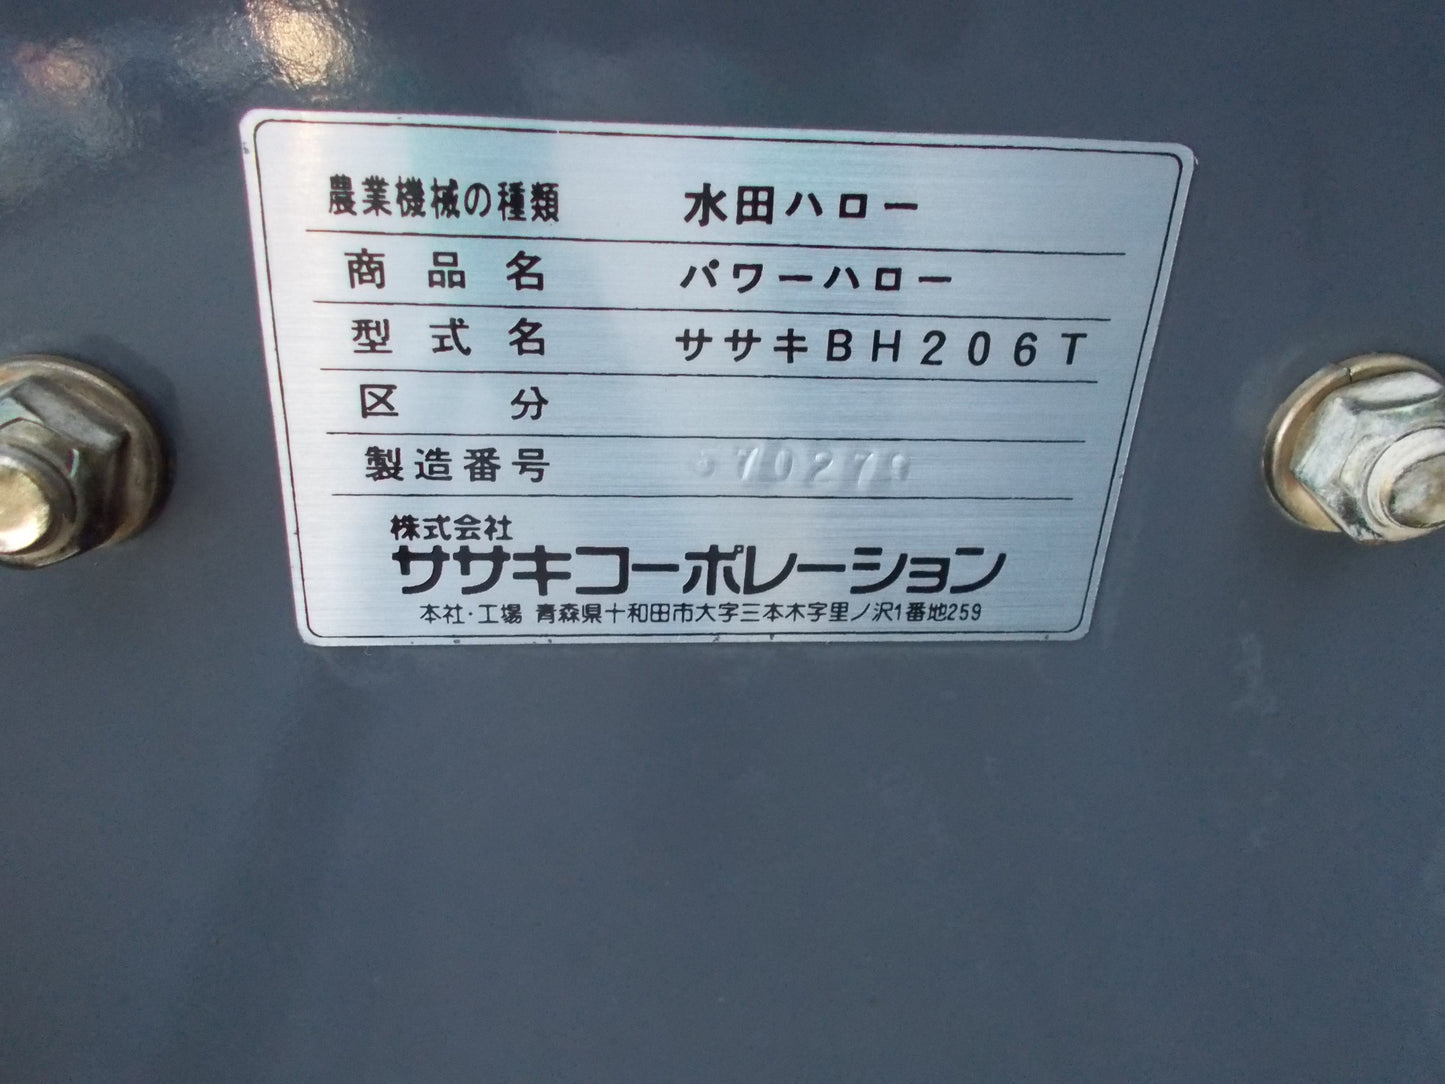 農業機械の種類 水田ハロー
商品名 パワーハロー
型式名 ササキBH206T
区分
製造番号 7027
株式会社
ササキコーポレーション
本社・工場 青森県十和田市大字三本木字里ノ沢1番地259